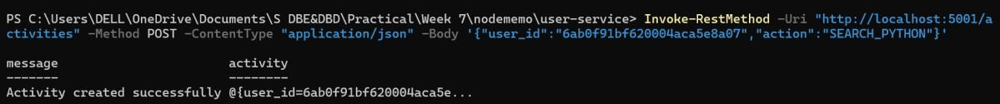 PS C:\Users\DELL\OneDrive\Documents\S DBE&DBD\Practical\Week 7\nodememo\user-service> Invoke-RestMethod -Uri "http://localhost:5001/a
ctivities" -Method POST -ContentType "application/json" -Body '{"user_id":"6ab0f91bf620004aca5e8a07","action":"SEARCH_PYTHON"}'
message                       activity
-------                       --------
Activity created successfully @{user_id=6ab0f91bf620004aca5e...